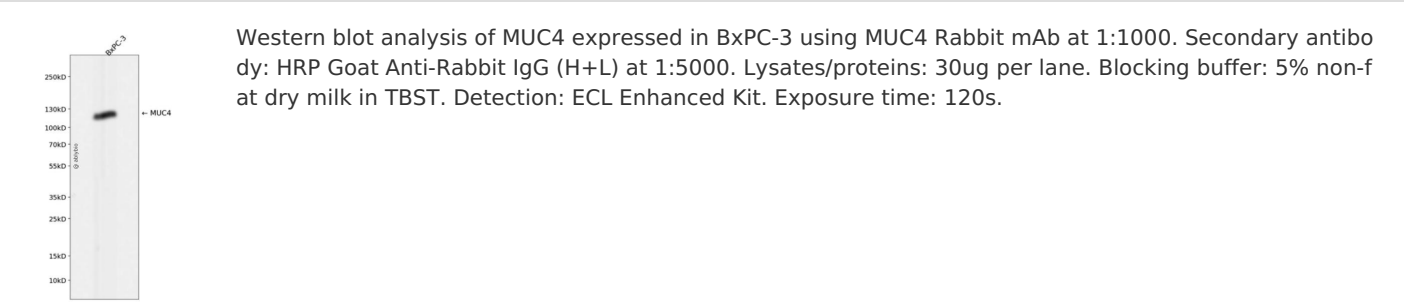 BxPC-3
250kD
130kD
← MUC4
100kD
70kD
55kD
@ abybio
35kD
25kD
15kD
10kD
Western blot analysis of MUC4 expressed in BxPC-3 using MUC4 Rabbit mAb at 1:1000. Secondary antibo
dy: HRP Goat Anti-Rabbit IgG (H+L) at 1:5000. Lysates/proteins: 30ug per lane. Blocking buffer: 5% non-f
at dry milk in TBST. Detection: ECL Enhanced Kit. Exposure time: 120s.